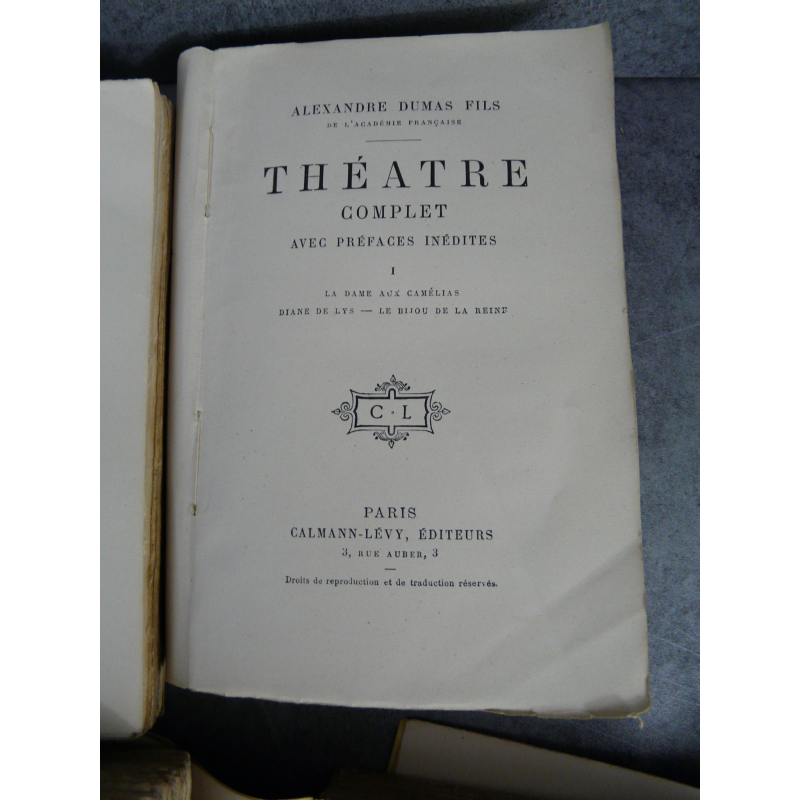 ALEXANDRE DUMAS FILS
DE L'ACADÉMIE FRANÇAISE
THÉATRE
COMPLET
AVEC PRÉFACES INÉDITES
I
LA DAME AUX CAMÉLIAS
DIANE DE LYS — LE BIJOU DE LA REINE
C · L
PARIS
CALMANN-LÉVY, ÉDITEURS
3, RUE AUBER, 3
Droits de reproduction et de traduction réservés.